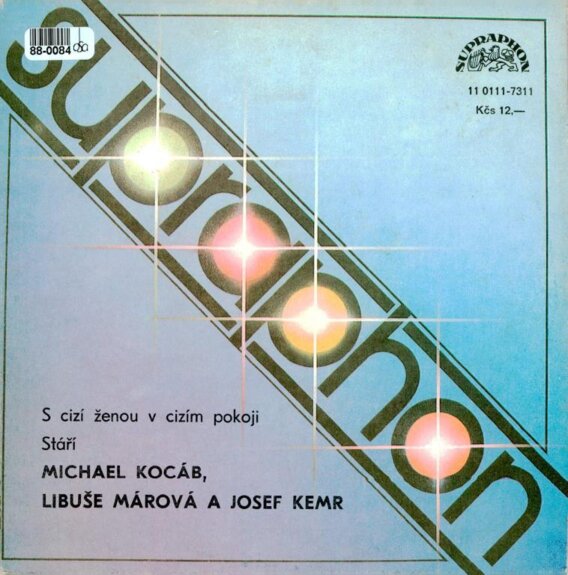 88-0084
SUPRAPHON
11 0111-7311
Kčs 12,—
supraphon
S cizí ženou v cizím pokoji
Stáří
MICHAEL KOCÁB,
LIBUŠE MÁROVÁ A JOSEF KEMR